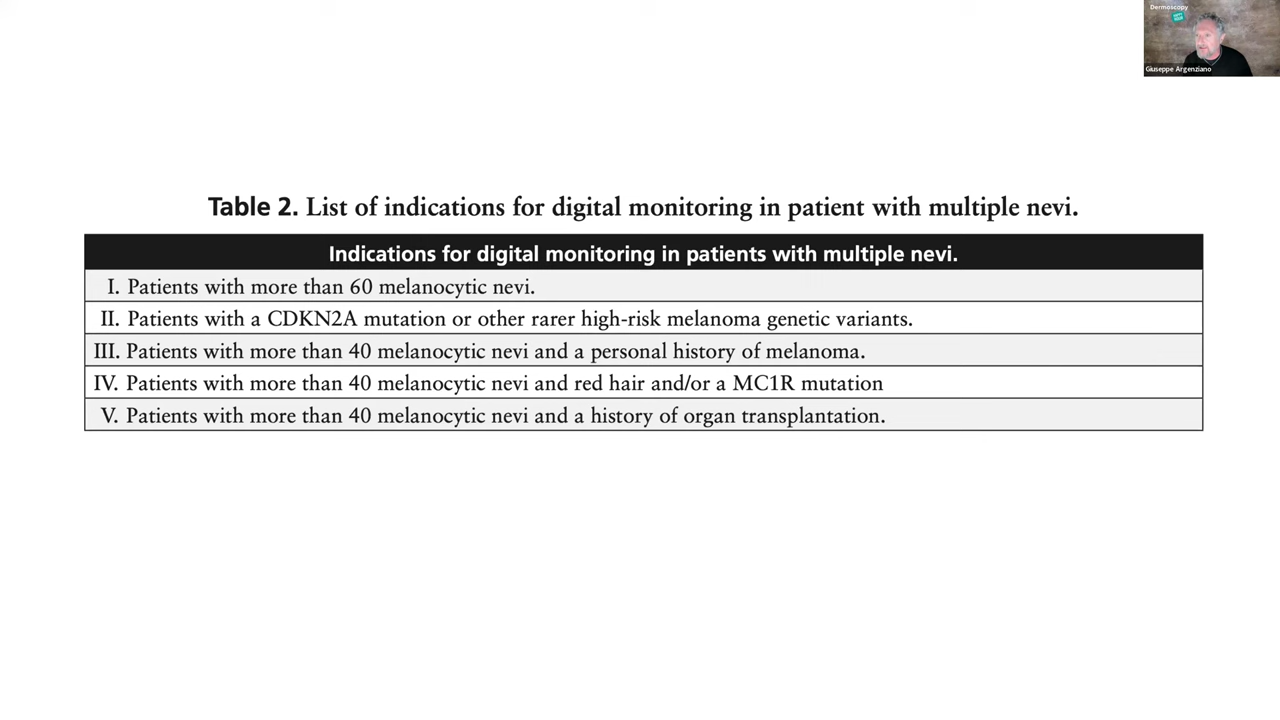 Dermoscopy
Giuseppe Argenziano
Table 2. List of indications for digital monitoring in patient with multiple nevi.
Indications for digital monitoring in patients with multiple nevi.
I. Patients with more than 60 melanocytic nevi.
II. Patients with a CDKN2A mutation or other rarer high-risk melanoma genetic variants.
III. Patients with more than 40 melanocytic nevi and a personal history of melanoma.
IV. Patients with more than 40 melanocytic nevi and red hair and/or a MC1R mutation
V. Patients with more than 40 melanocytic nevi and a history of organ transplantation.